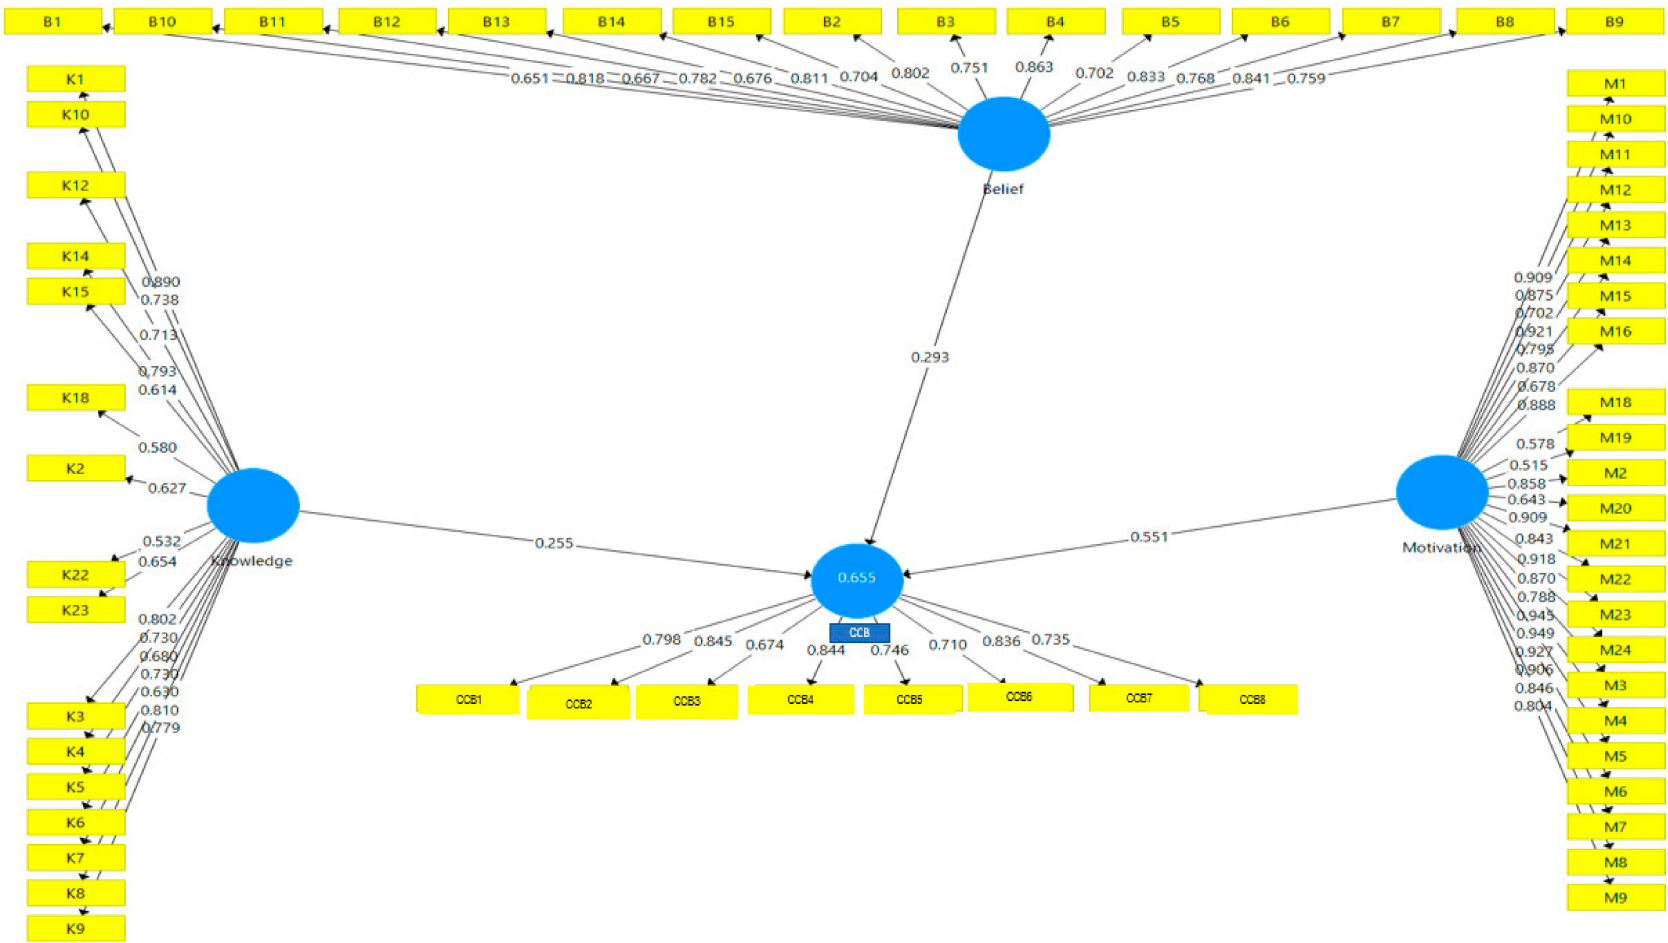 B1 B10 B11 B12 B13 B14 B15 B2 B3 B4 B5 B6 B7 B8 B9
0.651 0.818 0.667 0.782 0.676 0.811 0.704 0.802 0.751 0.863 0.702 0.833 0.768 0.841 0.759
Belief
K1
K10
K12
K14
K15
K18
K2
K22
K23
K3
K4
K5
K6
K7
K8
K9
0.890
0.738
0.713
0.793
0.614
0.580
0.627
0.532
0.654
0.802
0.730
0.680
0.730
0.630
0.810
0.779
Knowledge
0.293
0.255
0.551
0.655
CCB
0.798 0.845 0.674 0.844 0.746 0.710 0.836 0.735
CCB1 CCB2 CCB3 CCB4 CCB5 CCB6 CCB7 CCB8
Motivation
0.909
0.875
0.702
0.921
0.795
0.870
0.678
0.888
0.578
0.515
0.858
0.643
0.909
0.843
0.918
0.870
0.788
0.945
0.949
0.927
0.906
0.846
0.804
M1
M10
M11
M12
M13
M14
M15
M16
M18
M19
M2
M20
M21
M22
M23
M24
M3
M4
M5
M6
M7
M8
M9